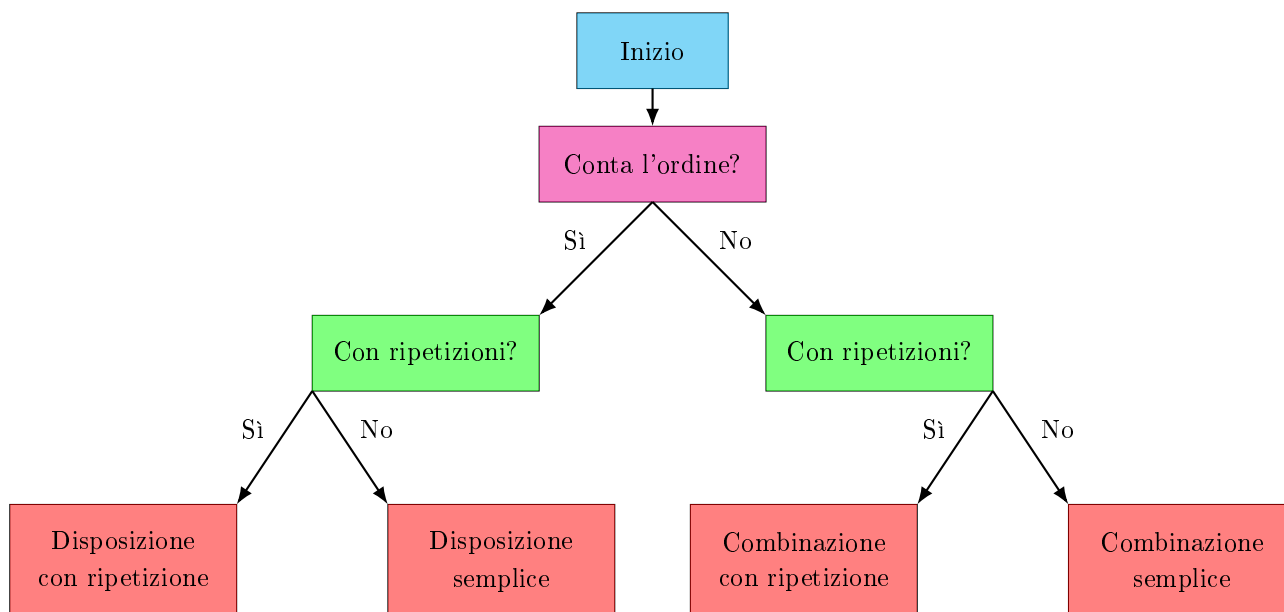 Inizio
Conta l'ordine?
Sì
No
Con ripetizioni?
Con ripetizioni?
Sì
No
Sì
No
Disposizione
con ripetizione
Disposizione
semplice
Combinazione
con ripetizione
Combinazione
semplice